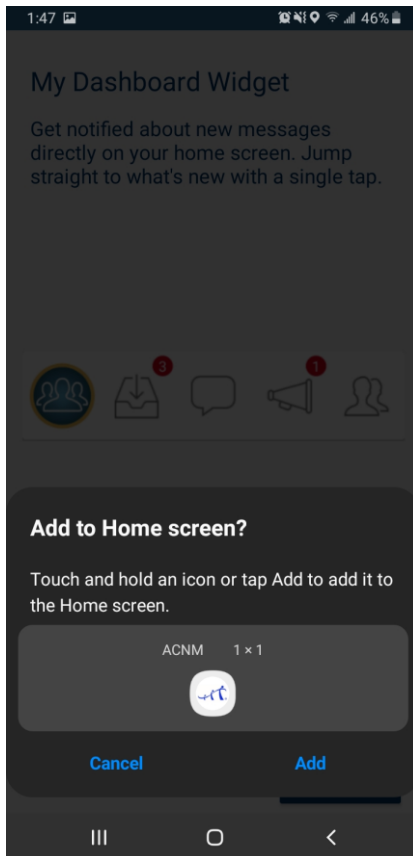 1:47 46%
My Dashboard Widget
Get notified about new messages
directly on your home screen. Jump
straight to what's new with a single tap.
3 1
Add to Home screen?
Touch and hold an icon or tap Add to add it to
the Home screen.
ACNM 1 × 1
Cancel Add